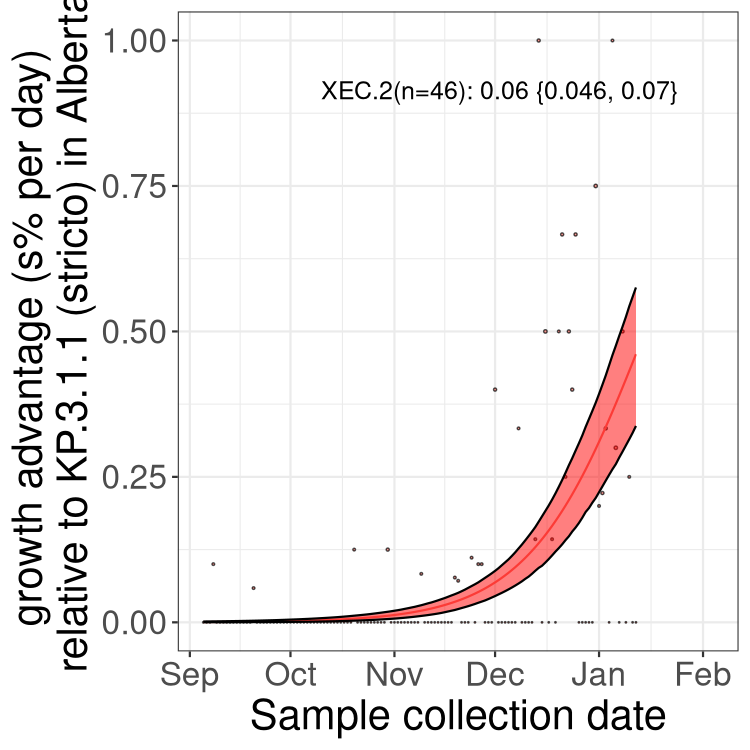 growth advantage (s% per day)
relative to KP.3.1.1 (stricto) in Alberta
1.00
0.75
0.50
0.25
0.00
XEC.2(n=46): 0.06 {0.046, 0.07}
Sep Oct Nov Dec Jan Feb
Sample collection date